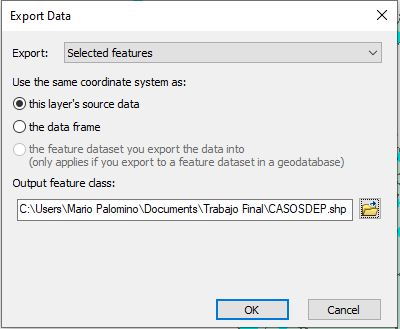 Export Data
Export: Selected features
Use the same coordinate system as:
this layer's source data
the data frame
the feature dataset you export the data into
(only applies if you export to a feature dataset in a geodatabase)
Output feature class:
C:\Users\Mario Palomino\Documents\Trabajo Final\CASOSDEP.shp
OK Cancel